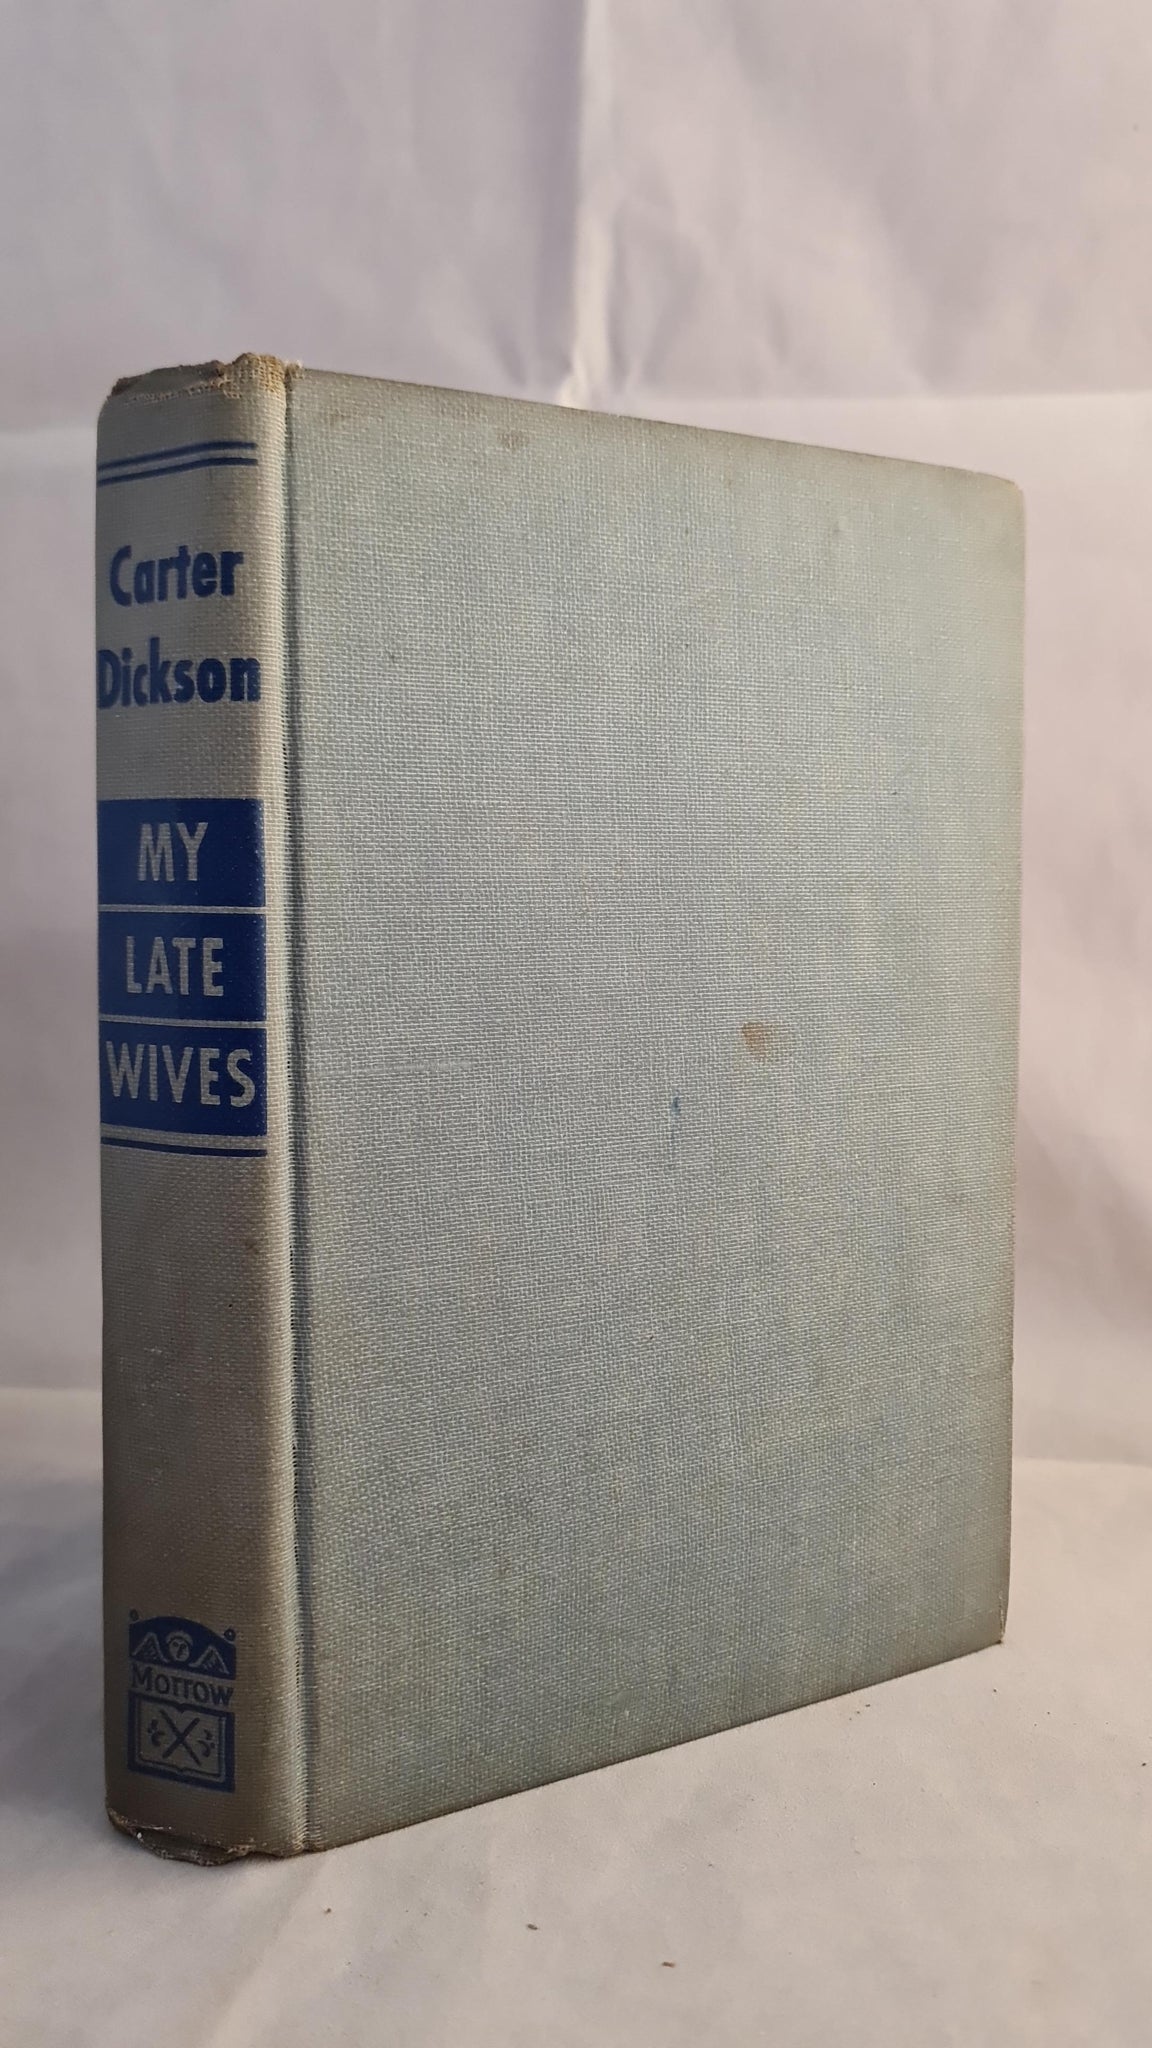 Carter
Dickson
MY
LATE
WIVES
Morrow